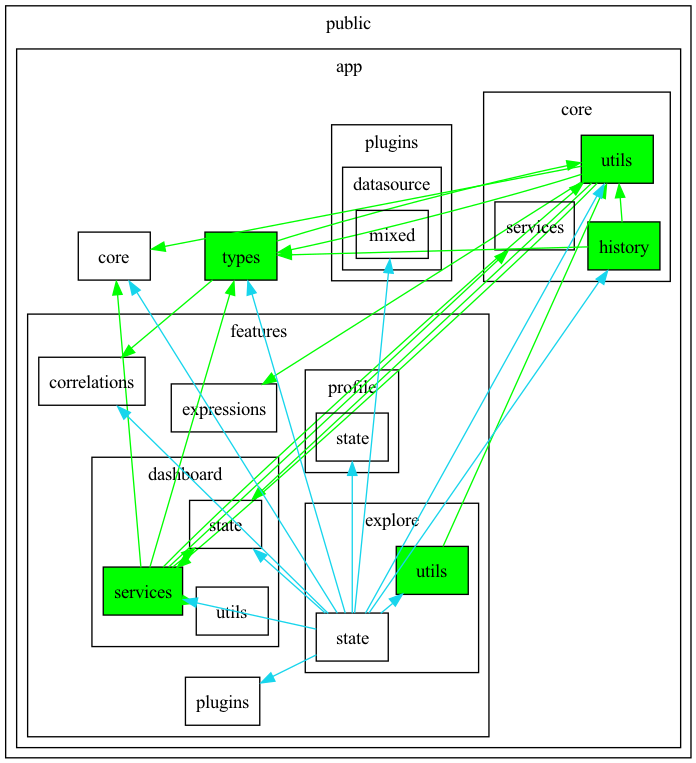 public
app
core
plugins
utils
datasource
services
mixed
history
core
types
features
correlations
expressions
profile
state
dashboard
state
explore
utils
services
utils
state
plugins